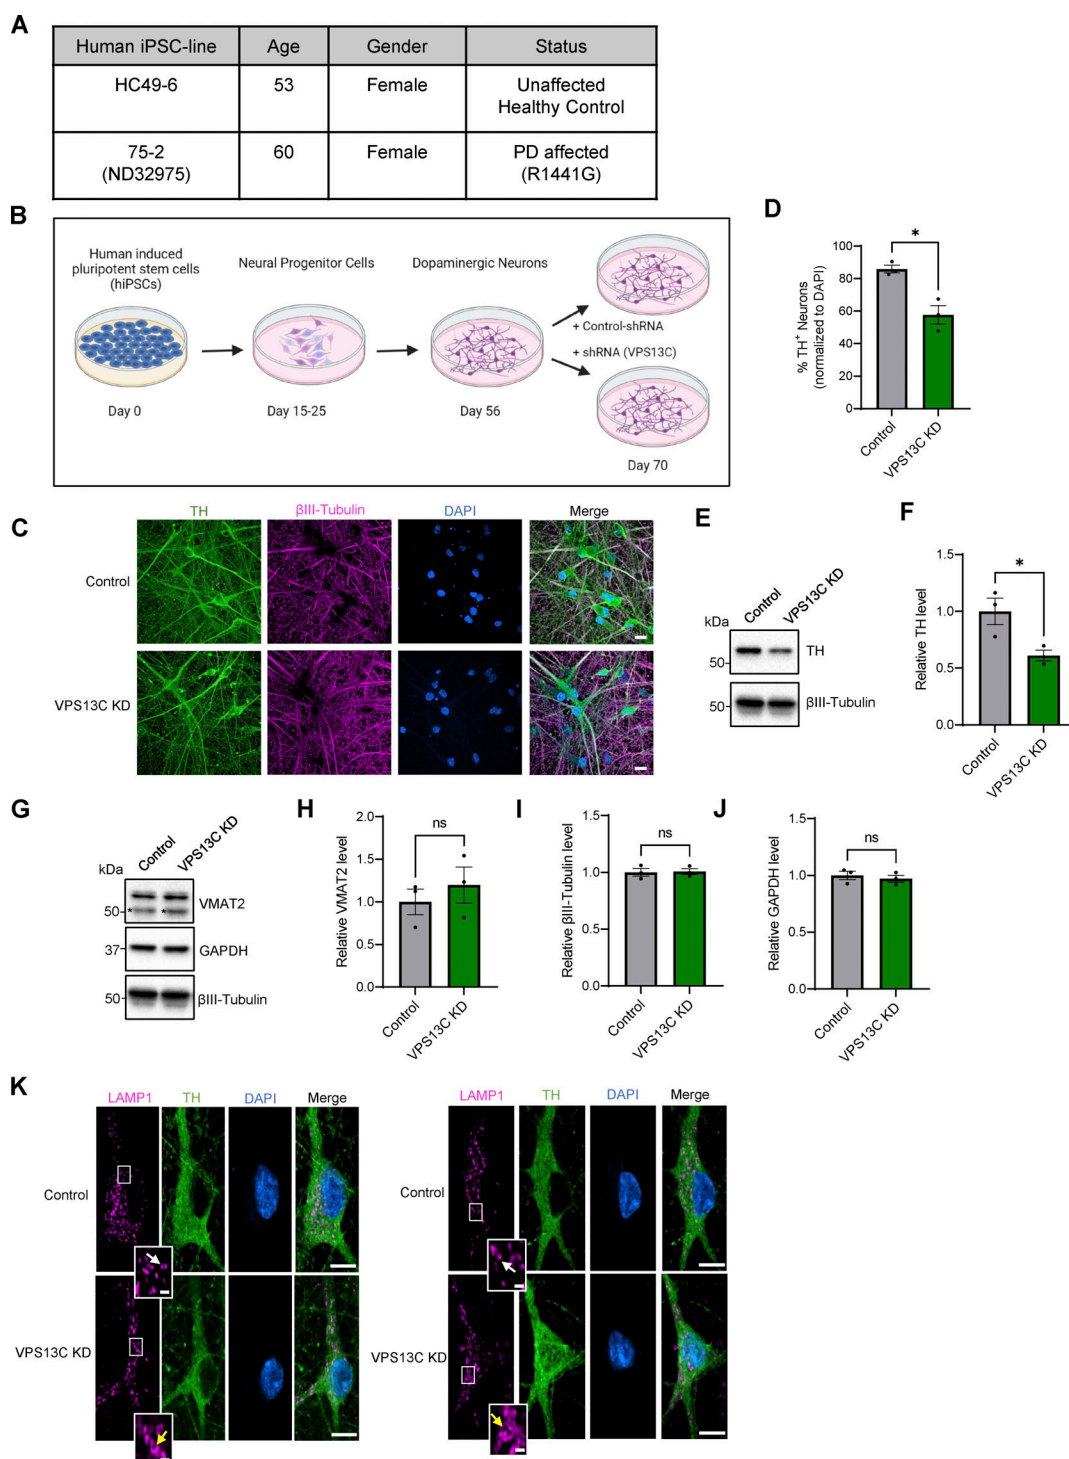 A
Human iPSC-line Age Gender Status
HC49-6 53 Female Unaffected
Healthy Control
75-2 60 Female PD affected
(ND32975) (R1441G)
B
Human induced
pluripotent stem cells
(hiPSCs)
Neural Progenitor Cells
Dopaminergic Neurons
+ Control-shRNA
+ shRNA (VPS13C)
Day 0
Day 15-25
Day 56
Day 70
D
% TH+ Neurons
(normalized to DAPI)
100
80
60
40
20
0
*
Control
VPS13C KD
C
TH βIII-Tubulin DAPI Merge
Control
VPS13C KD
E
Control
VPS13C KD
kDa
50
TH
50
βIII-Tubulin
F
Relative TH level
1.5
1.0
0.5
0.0
*
Control
VPS13C KD
G
Control
VPS13C KD
kDa
50
* *
VMAT2
37
GAPDH
50
βIII-Tubulin
H
Relative VMAT2 level
2.0
1.5
1.0
0.5
0.0
ns
Control
VPS13C KD
I
Relative βIII-Tubulin level
1.5
1.0
0.5
0.0
ns
Control
VPS13C KD
J
Relative GAPDH level
1.5
1.0
0.5
0.0
ns
Control
VPS13C KD
K
LAMP1 TH DAPI Merge
Control
VPS13C KD
LAMP1 TH DAPI Merge
Control
VPS13C KD